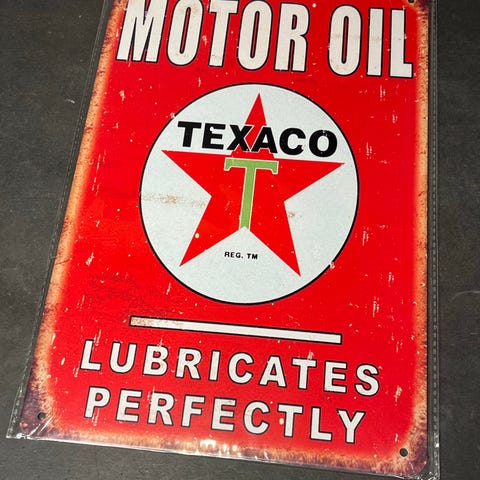 MOTOR OIL
TEXACO
T
REG. TM
LUBRICATES
PERFECTLY